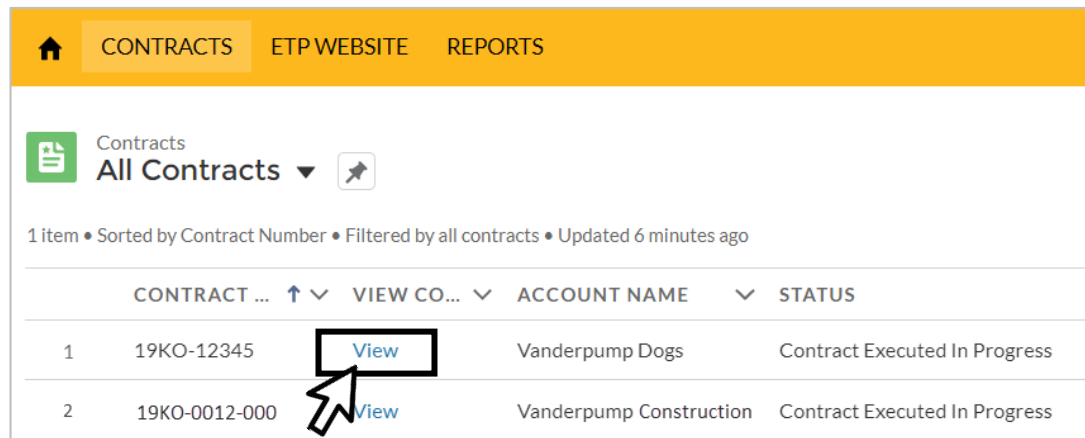 CONTRACTS ETP WEBSITE REPORTS
Contracts
All Contracts
1 item • Sorted by Contract Number • Filtered by all contracts • Updated 6 minutes ago
CONTRACT ... VIEW CO... ACCOUNT NAME STATUS
1 19KO-12345 View Vanderpump Dogs Contract Executed In Progress
2 19KO-0012-000 View Vanderpump Construction Contract Executed In Progress